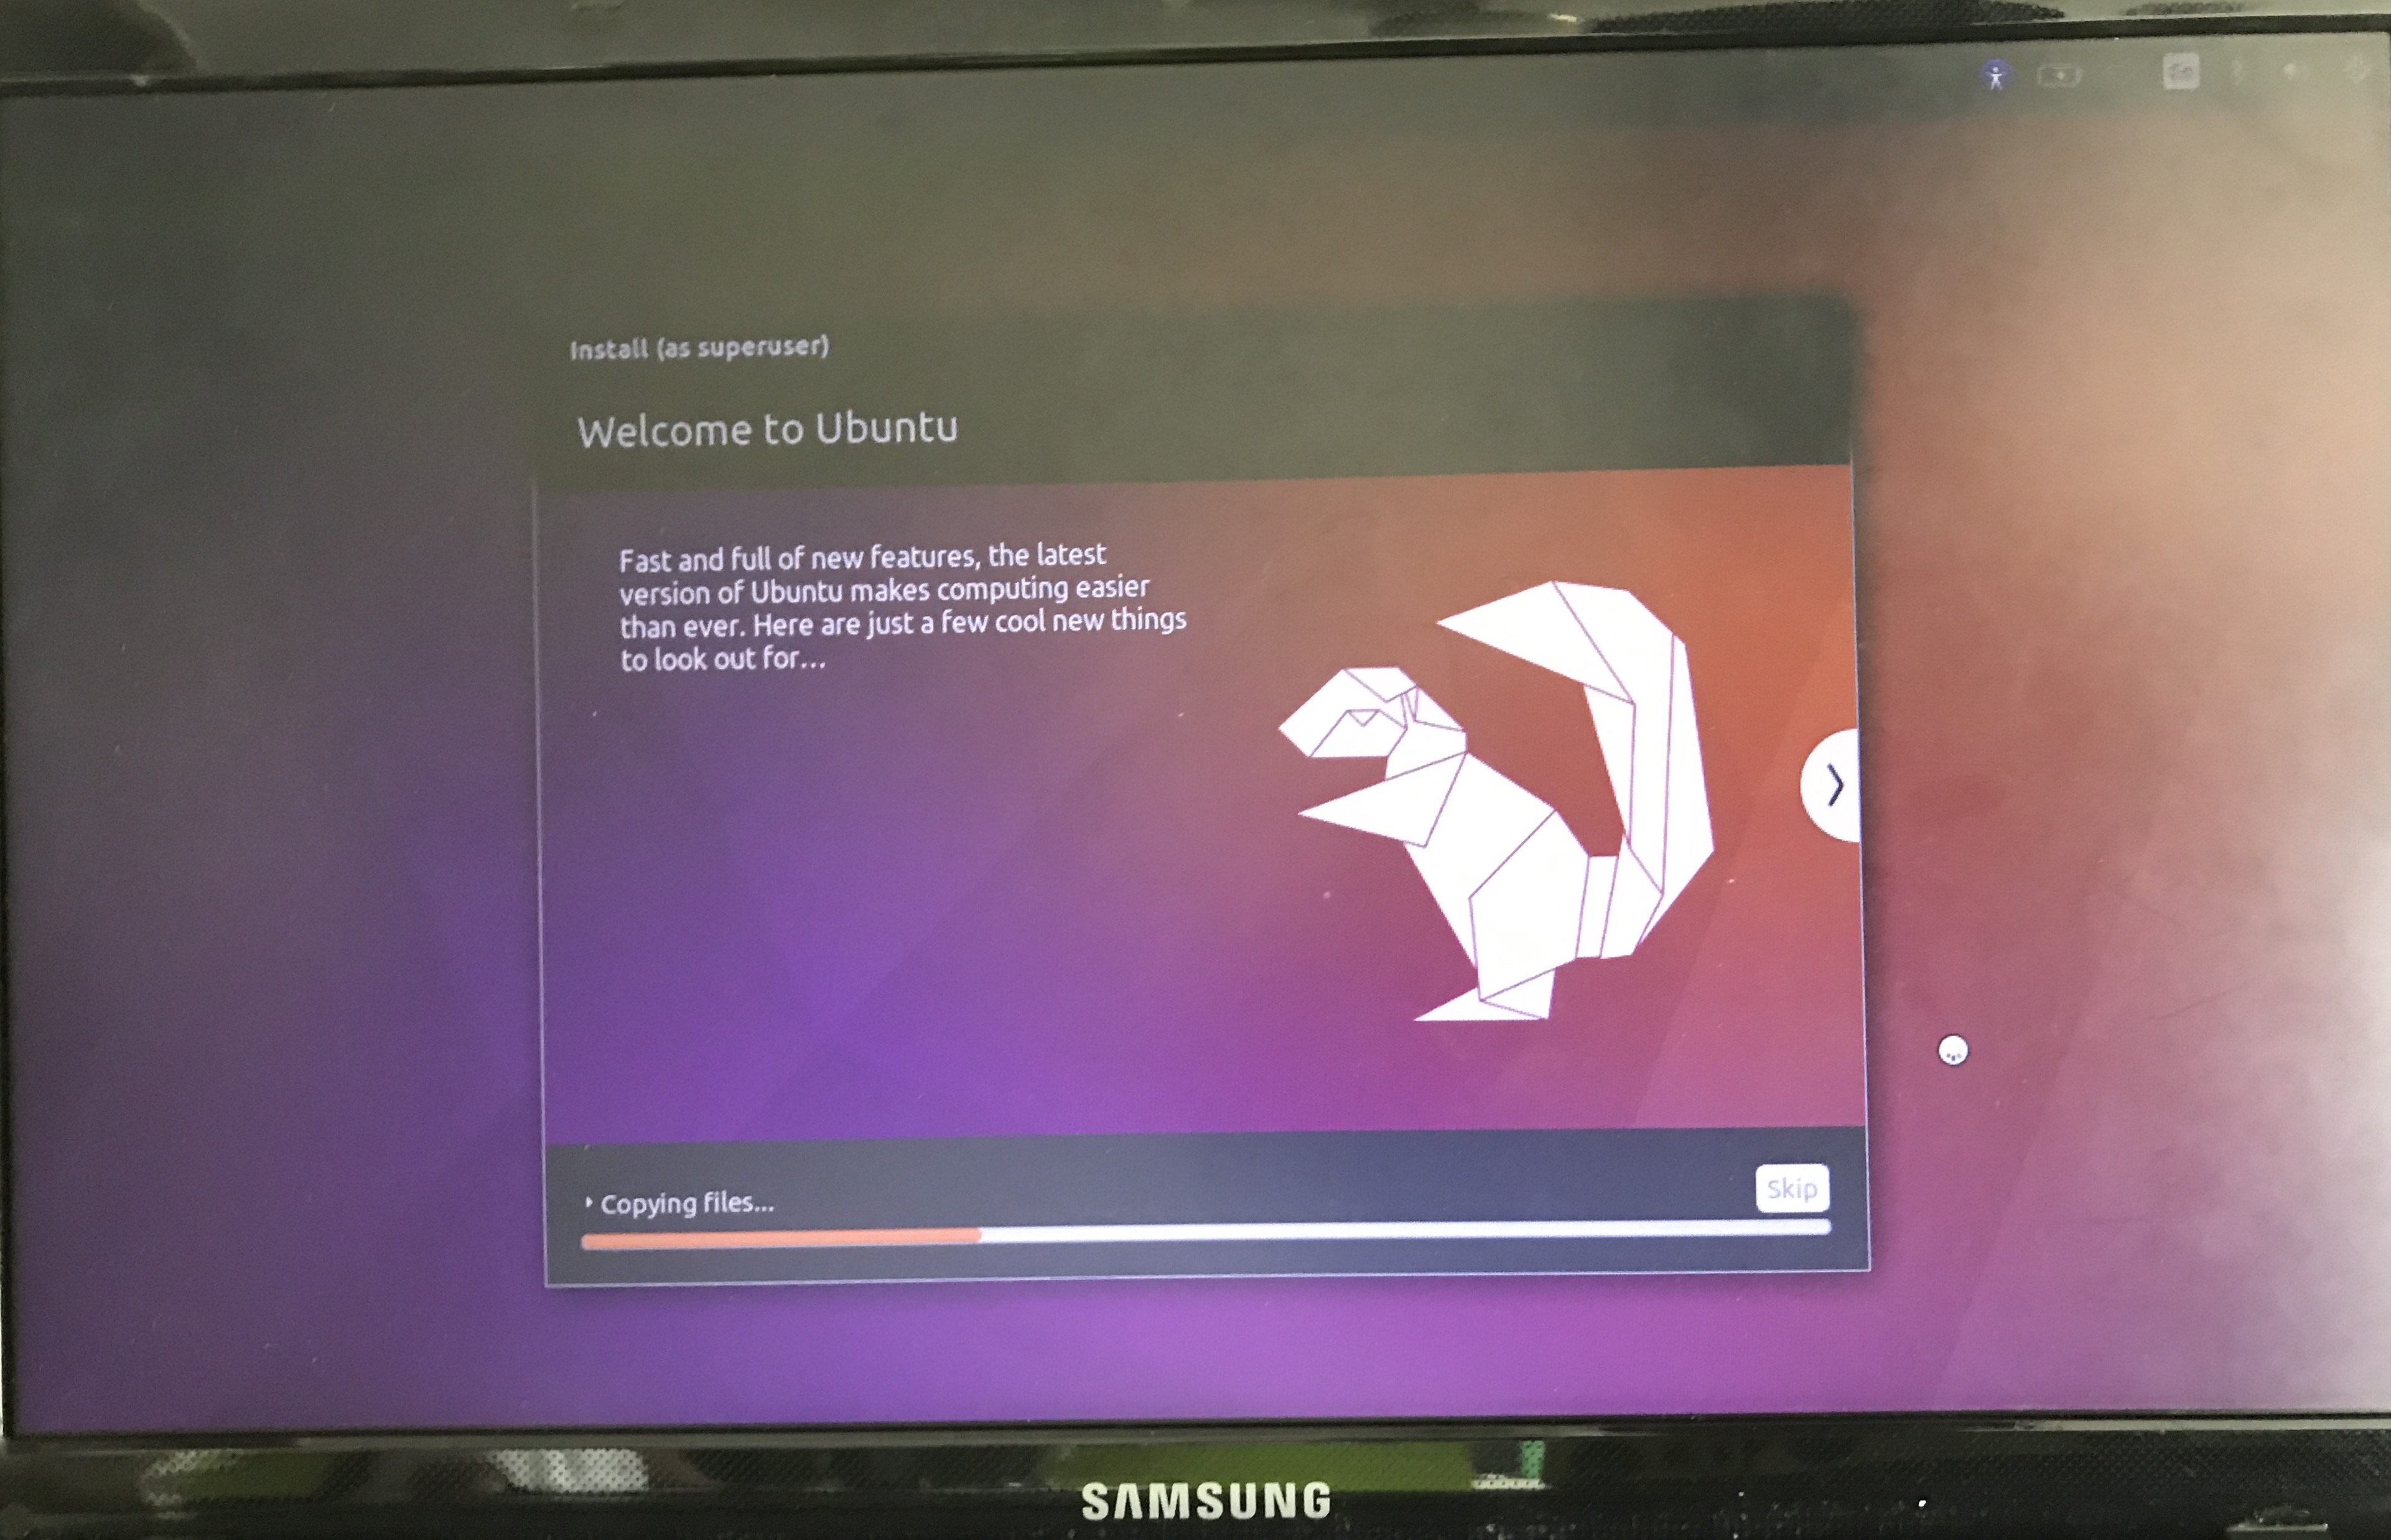 Install (as superuser)
Welcome to Ubuntu
Fast and full of new features, the latest
version of Ubuntu makes computing easier
than ever. Here are just a few cool new things
to look out for...
Copying files...
Skip
SAMSUNG